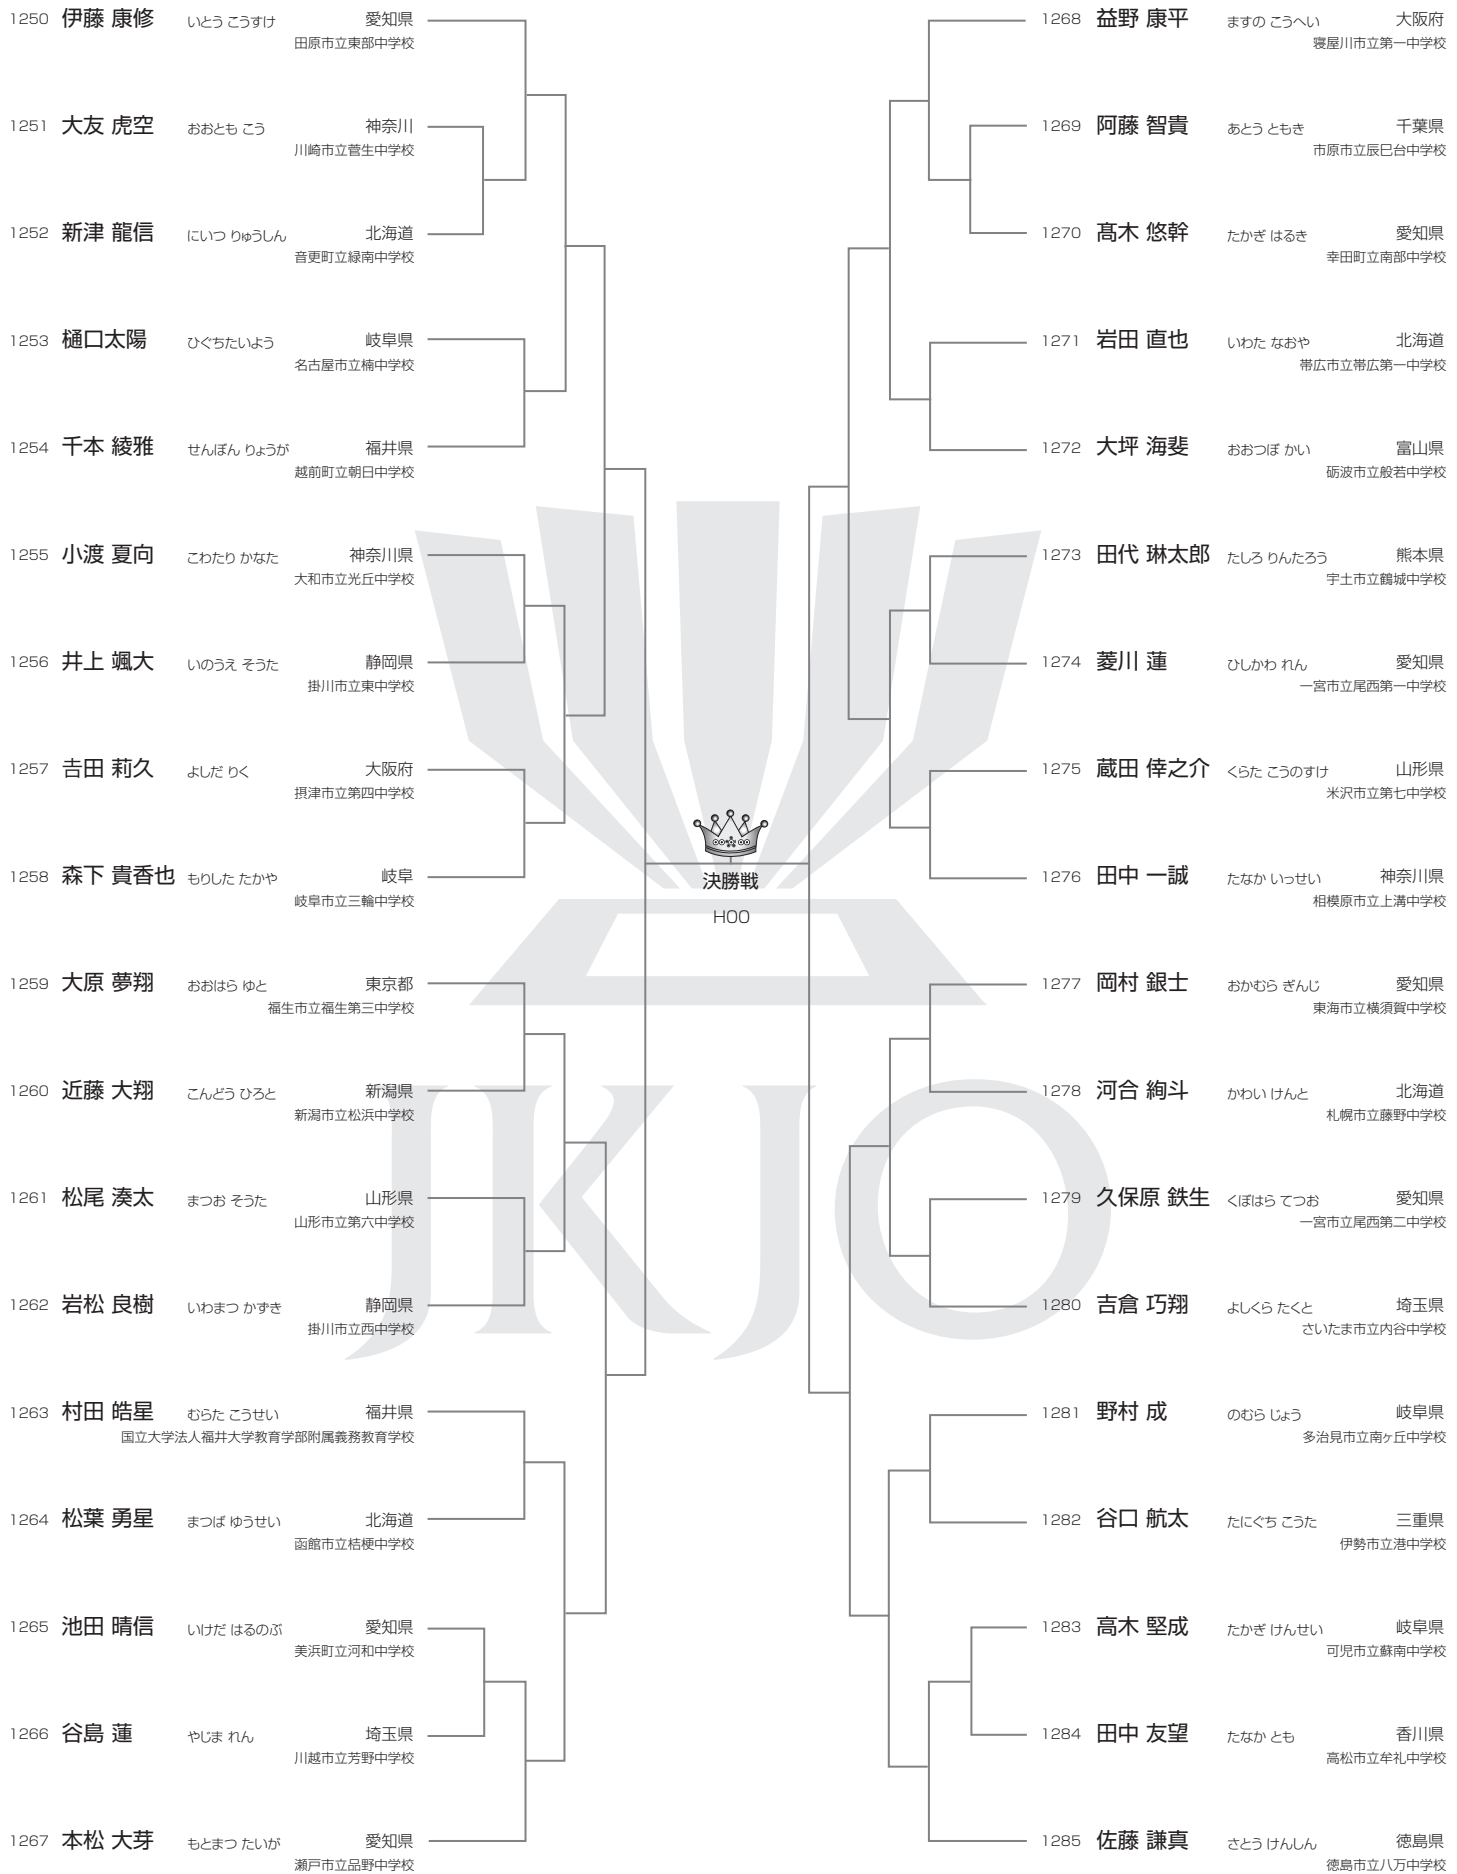 1250 伊藤 康修 いとう こうすけ 愛知県
田原市立東部中学校
1251 大友 虎空 おおとも こう 神奈川
川崎市立菅生中学校
1252 新津 龍信 にいつ りゅうしん 北海道
音更町立緑南中学校
1253 樋口太陽 ひぐちたいよう 岐阜県
名古屋市立楠中学校
1254 千本 綾雅 せんぼん りょうが 福井県
越前町立朝日中学校
1255 小渡 夏向 こわたり かなた 神奈川県
大和市立光丘中学校
1256 井上 颯大 いのうえ そうた 静岡県
掛川市立東中学校
1257 𠮷田 莉久 よしだ りく 大阪府
摂津市立第四中学校
1258 森下 貴香也 もりした たかや 岐阜
岐阜市立三輪中学校
1259 大原 夢翔 おおはら ゆと 東京都
福生市立福生第三中学校
1260 近藤 大翔 こんどう ひろと 新潟県
新潟市立松浜中学校
1261 松尾 湊太 まつお そうた 山形県
山形市立第六中学校
1262 岩松 良樹 いわまつ かずき 静岡県
掛川市立西中学校
1263 村田 皓星 むらた こうせい 福井県
国立大学法人福井大学教育学部附属義務教育学校
1264 松葉 勇星 まつば ゆうせい 北海道
函館市立桔梗中学校
1265 池田 晴信 いけだ はるのぶ 愛知県
美浜町立河和中学校
1266 谷島 蓮 やじま れん 埼玉県
川越市立芳野中学校
1267 本松 大芽 もとまつ たいが 愛知県
瀬戸市立品野中学校
決勝戦
H00
JKJO
1268 益野 康平 ますの こうへい 大阪府
寝屋川市立第一中学校
1269 阿藤 智貴 あとう ともき 千葉県
市原市立辰巳台中学校
1270 髙木 悠幹 たかぎ はるき 愛知県
幸田町立南部中学校
1271 岩田 直也 いわた なおや 北海道
帯広市立帯広第一中学校
1272 大坪 海斐 おおつぼ かい 富山県
砺波市立般若中学校
1273 田代 琳太郎 たしろ りんたろう 熊本県
宇土市立鶴城中学校
1274 菱川 蓮 ひしかわ れん 愛知県
一宮市立尾西第一中学校
1275 蔵田 倖之介 くらた こうのすけ 山形県
米沢市立第七中学校
1276 田中 一誠 たなか いっせい 神奈川県
相模原市立上溝中学校
1277 岡村 銀士 おかむら ぎんじ 愛知県
東海市立横須賀中学校
1278 河合 絢斗 かわい けんと 北海道
札幌市立藤野中学校
1279 久保原 鉄生 くぼはら てつお 愛知県
一宮市立尾西第二中学校
1280 吉倉 巧翔 よしくら たくと 埼玉県
さいたま市立内谷中学校
1281 野村 成 のむら じょう 岐阜県
多治見市立南ヶ丘中学校
1282 谷口 航太 たにぐち こうた 三重県
伊勢市立港中学校
1283 高木 堅成 たかぎ けんせい 岐阜県
可児市立蘇南中学校
1284 田中 友望 たなか とも 香川県
高松市立牟礼中学校
1285 佐藤 謙真 さとう けんしん 徳島県
徳島市立八万中学校